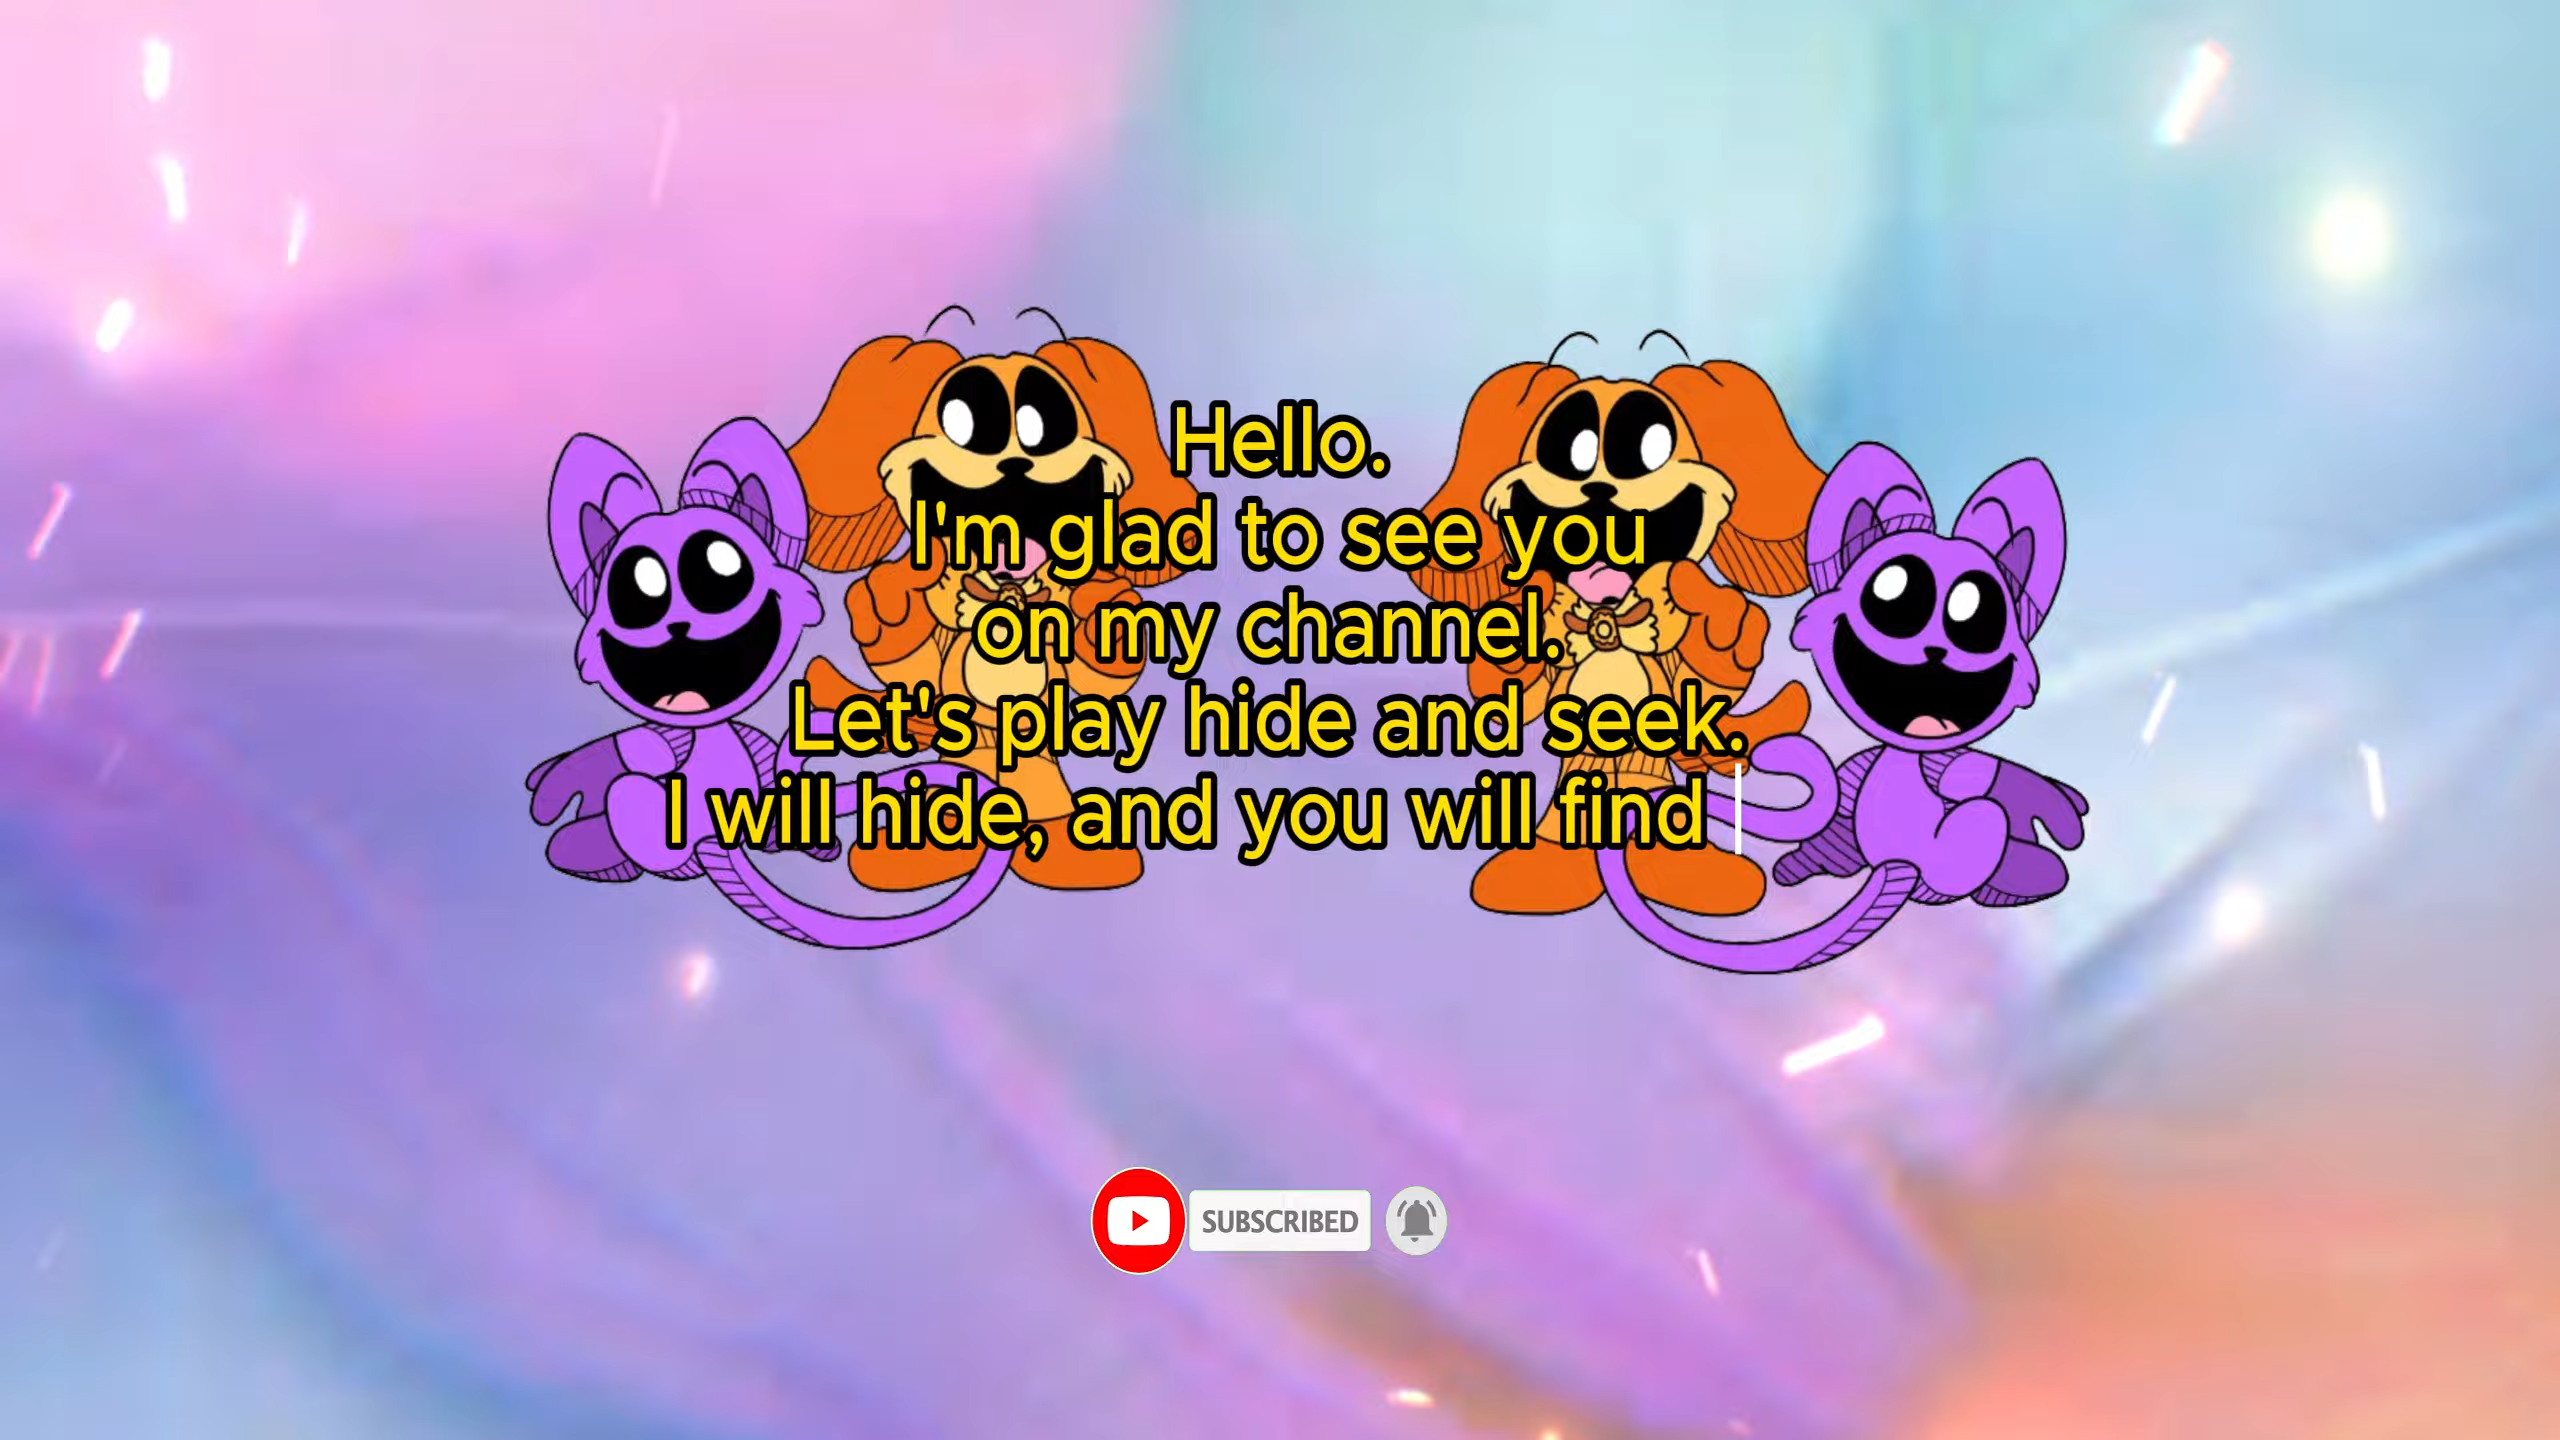 Hello.
I'm glad to see you
on my channel.
Let's play hide and seek.
I will hide, and you will find
SUBSCRIBED